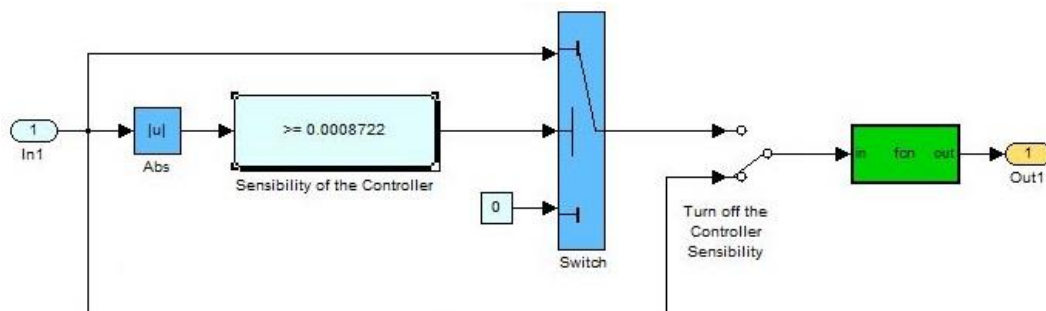 1
In1
|u|
Abs
>= 0.0008722
Sensibility of the Controller
0
Switch
Turn off the
Controller
Sensibility
in fcn out
1
Out1